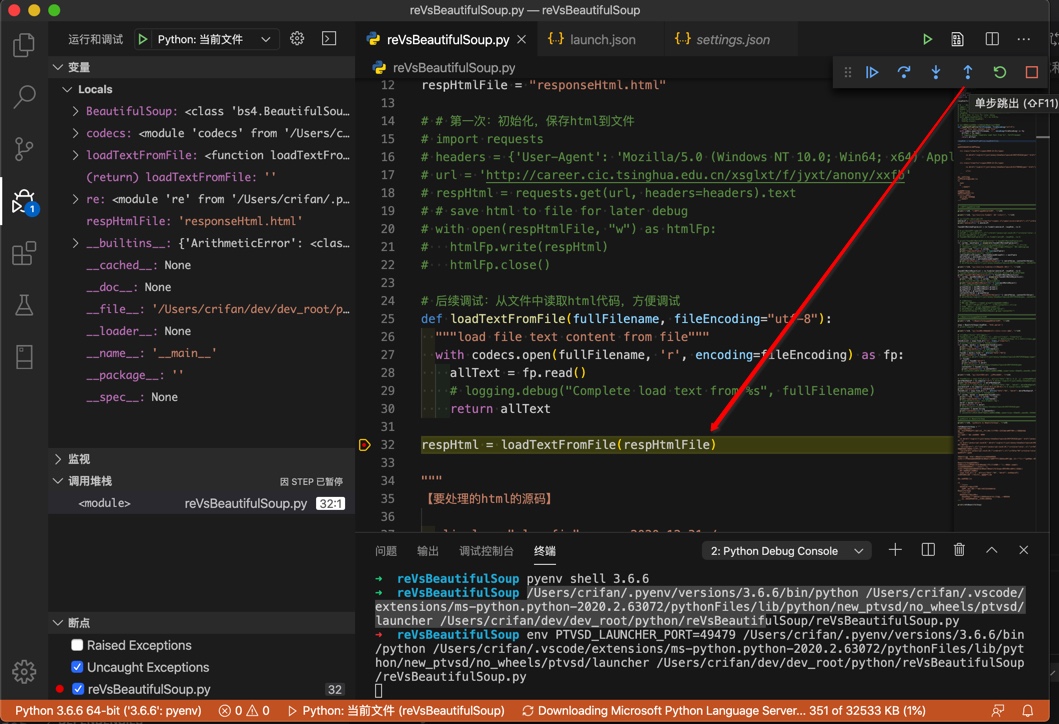 reVsBeautifulSoup.py — reVsBeautifulSoup
运行和调试 Python: 当前文件
reVsBeautifulSoup.py launch.json settings.json
reVsBeautifulSoup.py
单步跳出 (⇧F11)
变量
Locals
BeautifulSoup: <class 'bs4.BeautifulSou…
codecs: <module 'codecs' from '/Users/c…
loadTextFromFile: <function loadTextFro…
(return) loadTextFromFile: ''
re: <module 're' from '/Users/crifan/.p…
respHtmlFile: 'responseHtml.html'
__builtins__: {'ArithmeticError': <clas…
__cached__: None
__doc__: None
__file__: '/Users/crifan/dev/dev_root/p…
__loader__: None
__name__: '__main__'
__package__: ''
__spec__: None
监视
调用堆栈 因 STEP 已暂停
<module> reVsBeautifulSoup.py 32:1
断点
Raised Exceptions
Uncaught Exceptions
reVsBeautifulSoup.py 32
12 respHtmlFile = "responseHtml.html"
13
14 # # 第一次：初始化，保存html到文件
15 # import requests
16 # headers = {'User-Agent': 'Mozilla/5.0 (Windows NT 10.0; Win64; x64) Appl
17 # url = 'http://career.cic.tsinghua.edu.cn/xsglxt/f/jyxt/anony/xxfb'
18 # respHtml = requests.get(url, headers=headers).text
19 # # save html to file for later debug
20 # with open(respHtmlFile, "w") as htmlFp:
21 #   htmlFp.write(respHtml)
22 #   htmlFp.close()
23
24 # 后续调试：从文件中读取html代码，方便调试
25 def loadTextFromFile(fullFilename, fileEncoding="utf-8"):
26   """load file text content from file"""
27   with codecs.open(fullFilename, 'r', encoding=fileEncoding) as fp:
28     allText = fp.read()
29     # logging.debug("Complete load text from %s", fullFilename)
30     return allText
31
32 respHtml = loadTextFromFile(respHtmlFile)
33
34 """
35 【要处理的html的源码】
36
问题 输出 调试控制台 终端 2: Python Debug Console
→ reVsBeautifulSoup pyenv shell 3.6.6
→ reVsBeautifulSoup /Users/crifan/.pyenv/versions/3.6.6/bin/python /Users/crifan/.vscode/
extensions/ms-python.python-2020.2.63072/pythonFiles/lib/python/new_ptvsd/no_wheels/ptvsd/
launcher /Users/crifan/dev/dev_root/python/reVsBeautifulSoup/reVsBeautifulSoup.py
→ reVsBeautifulSoup env PTVSD_LAUNCHER_PORT=49479 /Users/crifan/.pyenv/versions/3.6.6/bin
/python /Users/crifan/.vscode/extensions/ms-python.python-2020.2.63072/pythonFiles/lib/pyt
hon/new_ptvsd/no_wheels/ptvsd/launcher /Users/crifan/dev/dev_root/python/reVsBeautifulSoup
/reVsBeautifulSoup.py
1
Python 3.6.6 64-bit ('3.6.6': pyenv) 0 0 Python: 当前文件 (reVsBeautifulSoup) Downloading Microsoft Python Language Server... 351 of 32533 KB (1%)